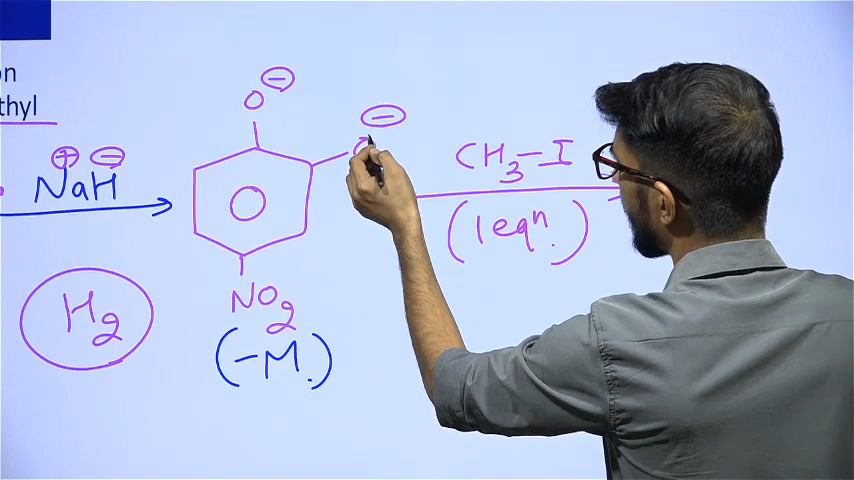 on
thyl
⊕ ⊖
NaH
H2
O ⊖
⊖
NO2
(-M.)
CH3-I
(1eqn.)